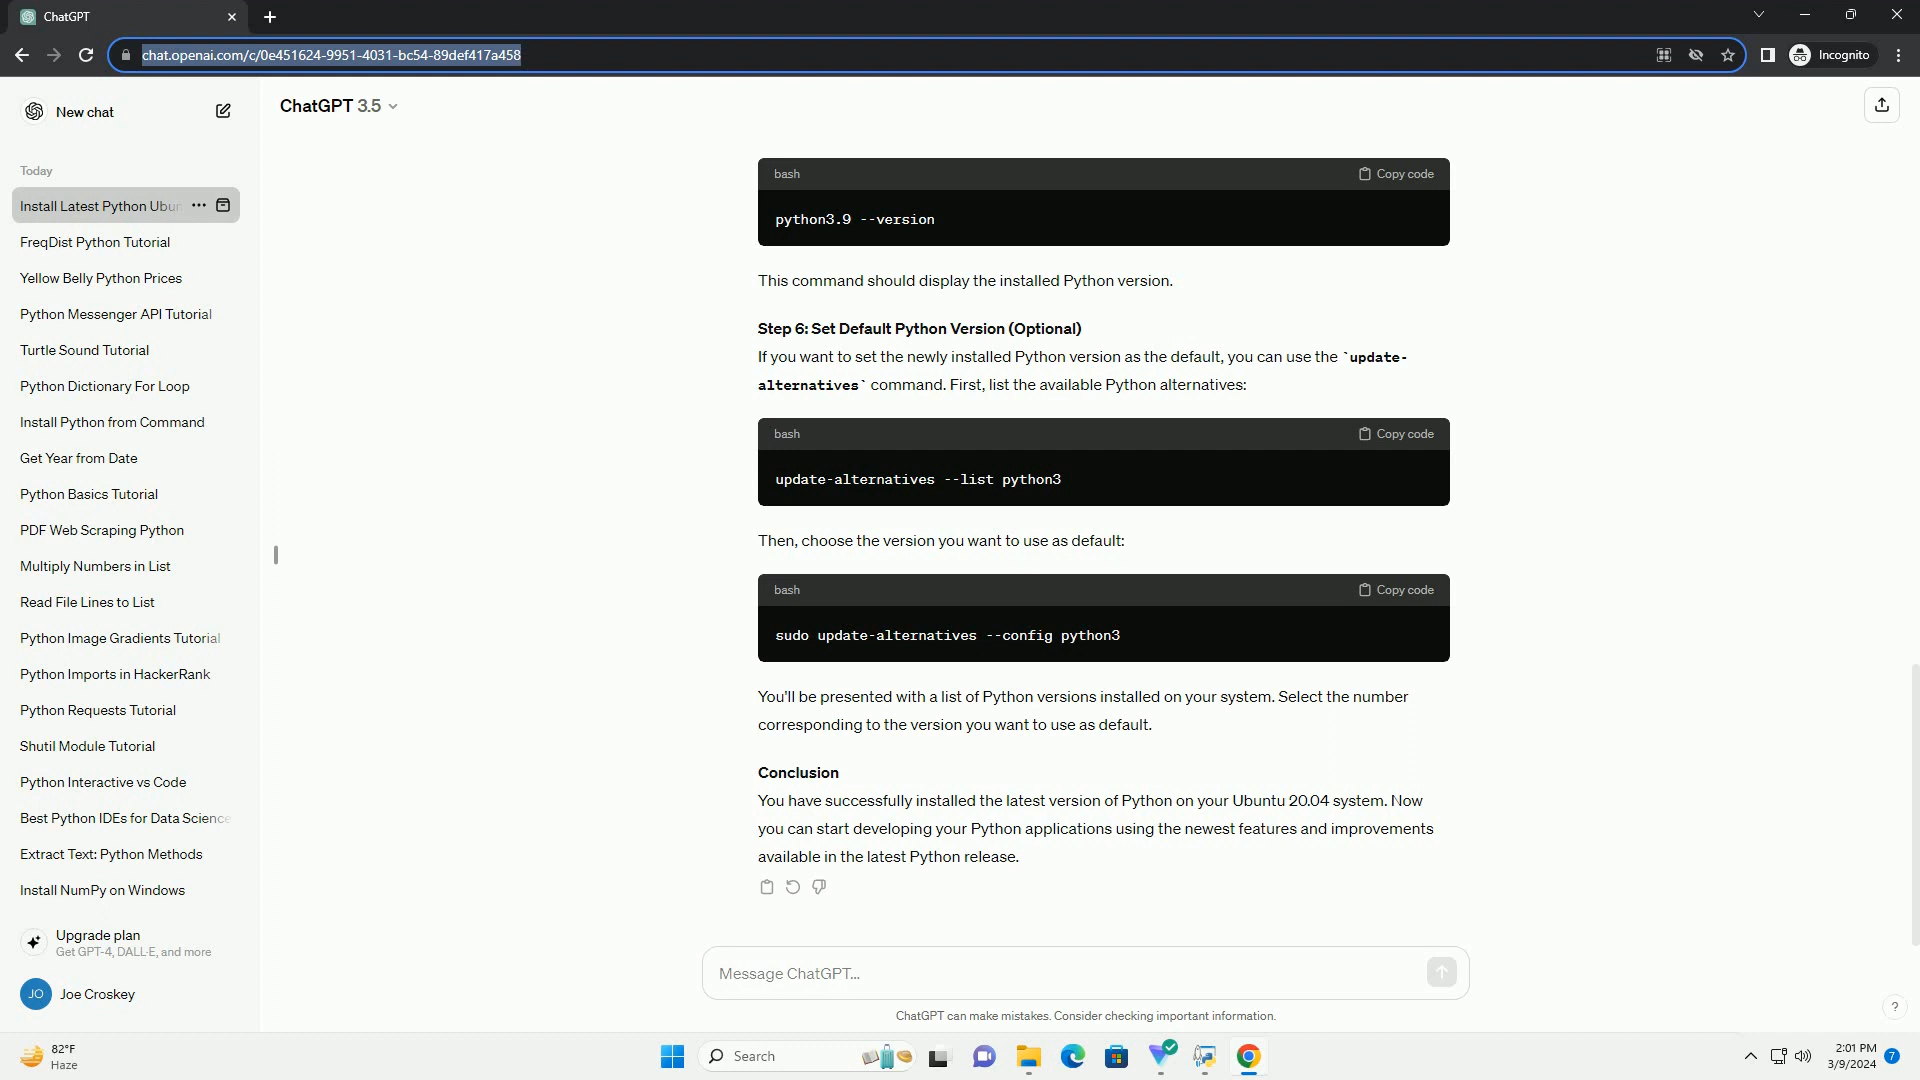 ChatGPT
chat.openai.com/c/0e451624-9951-4031-bc54-89def417a458
Incognito
New chat
ChatGPT 3.5
Today
Install Latest Python Ubun
FreqDist Python Tutorial
Yellow Belly Python Prices
Python Messenger API Tutorial
Turtle Sound Tutorial
Python Dictionary For Loop
Install Python from Command
Get Year from Date
Python Basics Tutorial
PDF Web Scraping Python
Multiply Numbers in List
Read File Lines to List
Python Image Gradients Tutorial
Python Imports in HackerRank
Python Requests Tutorial
Shutil Module Tutorial
Python Interactive vs Code
Best Python IDEs for Data Science
Extract Text: Python Methods
Install NumPy on Windows
Upgrade plan
Get GPT-4, DALL·E, and more
JO Joe Croskey
bash Copy code
python3.9 --version
This command should display the installed Python version.
Step 6: Set Default Python Version (Optional)
If you want to set the newly installed Python version as the default, you can use the `update-
alternatives` command. First, list the available Python alternatives:
bash Copy code
update-alternatives --list python3
Then, choose the version you want to use as default:
bash Copy code
sudo update-alternatives --config python3
You'll be presented with a list of Python versions installed on your system. Select the number
corresponding to the version you want to use as default.
Conclusion
You have successfully installed the latest version of Python on your Ubuntu 20.04 system. Now
you can start developing your Python applications using the newest features and improvements
available in the latest Python release.
Message ChatGPT...
ChatGPT can make mistakes. Consider checking important information.
?
82°F
Haze
Search
2:01 PM
3/9/2024
7